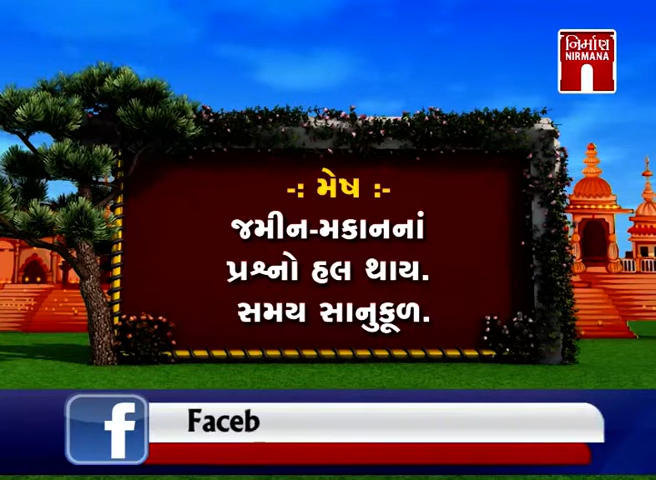 નિર્માણ
NIRMANA
-: મેષ :-
જમીન-મકાનનાં
પ્રશ્નો હલ થાય.
સમય સાનુકૂળ.
f Faceb